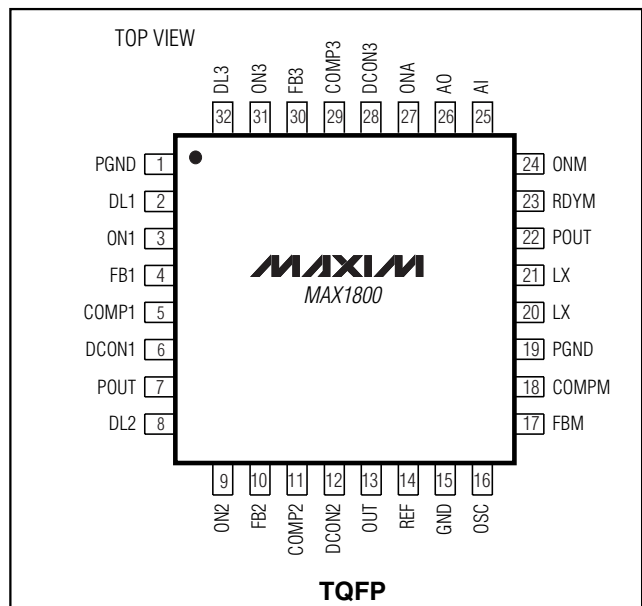 TOP VIEW
DL3
ON3
FB3
COMP3
DCON3
ONA
AO
AI
32 31 30 29 28 27 26 25
PGND 1
DL1 2
ON1 3
FB1 4
COMP1 5
DCON1 6
POUT 7
DL2 8
MAXIM
MAX1800
24 ONM
23 RDYM
22 POUT
21 LX
20 LX
19 PGND
18 COMPM
17 FBM
9 10 11 12 13 14 15 16
ON2
FB2
COMP2
DCON2
OUT
REF
GND
OSC
TQFP